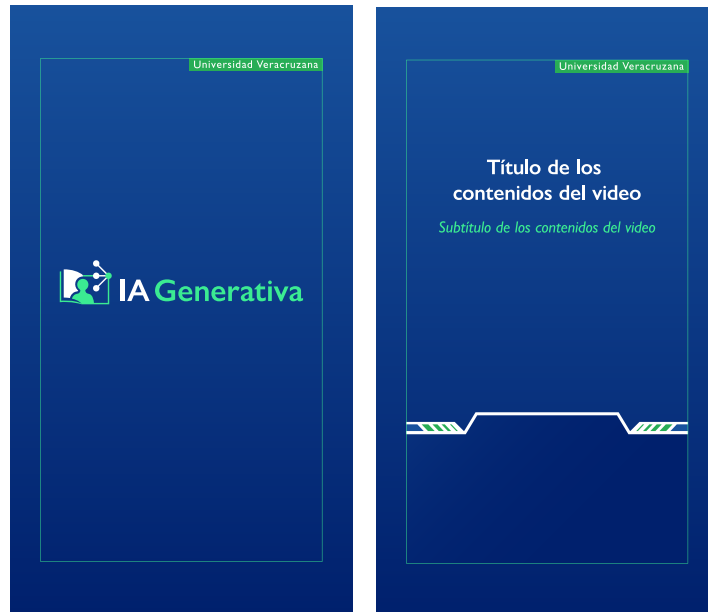 Universidad Veracruzana
IA Generativa
Universidad Veracruzana
Título de los
contenidos del video
Subtítulo de los contenidos del video